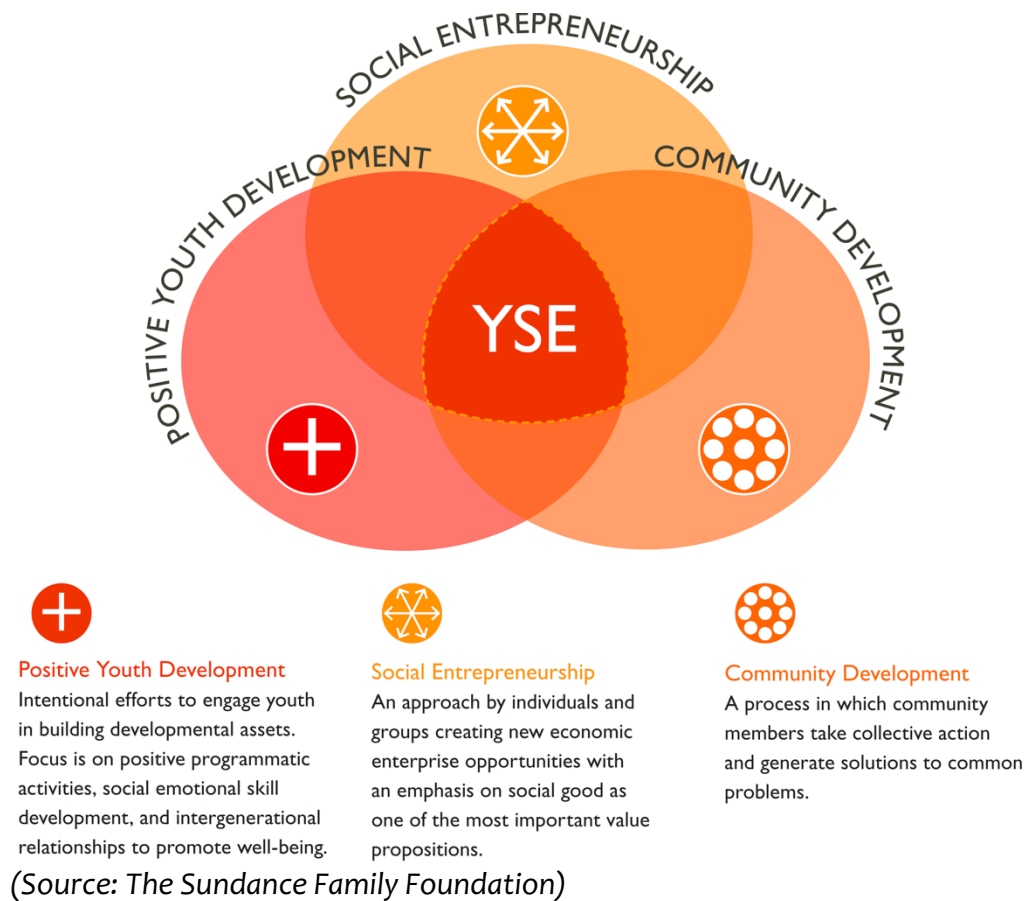 SOCIAL ENTREPRENEURSHIP
POSITIVE YOUTH DEVELOPMENT
COMMUNITY DEVELOPMENT
YSE
Positive Youth Development
Intentional efforts to engage youth
in building developmental assets.
Focus is on positive programmatic
activities, social emotional skill
development, and intergenerational
relationships to promote well-being.
Social Entrepreneurship
An approach by individuals and
groups creating new economic
enterprise opportunities with
an emphasis on social good as
one of the most important value
propositions.
Community Development
A process in which community
members take collective action
and generate solutions to common
problems.
(Source: The Sundance Family Foundation)